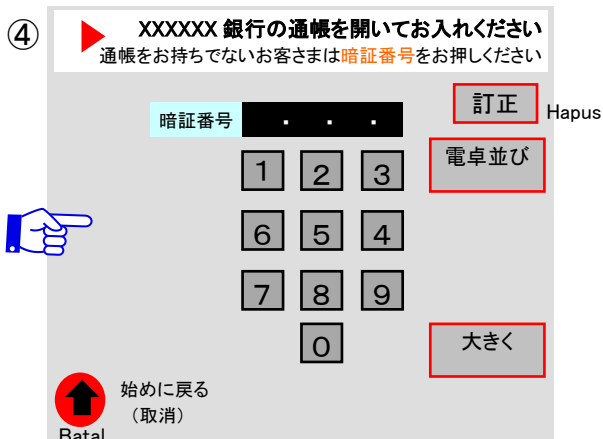 ④
XXXXXX 銀行の通帳を開いてお入れください
通帳をお持ちでないお客さまは暗証番号をお押しください
訂正
Hapus
暗証番号 . . .
電卓並び
1 2 3
6 5 4
7 8 9
0
大きく
始めに戻る
（取消）
Batal